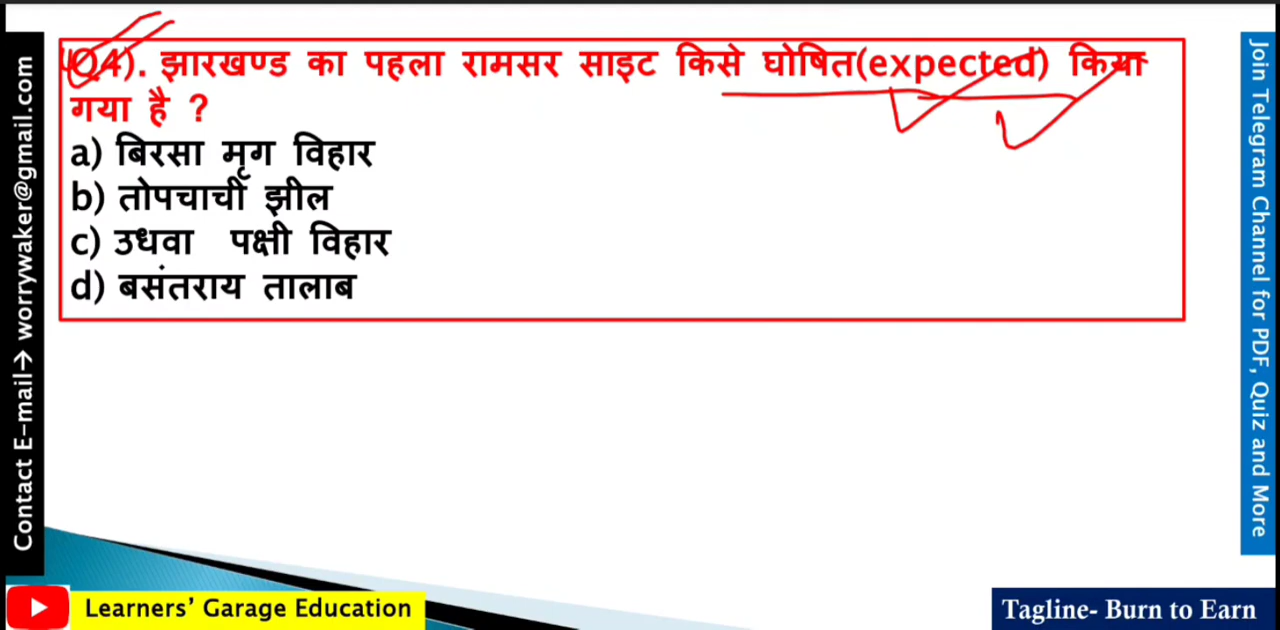 Q4). झारखण्ड का पहला रामसर साइट किसे घोषित(expected) किया
गया है ?
a) बिरसा मृग विहार
b) तोपचाची झील
c) उधवा पक्षी विहार
d) बसंतराय तालाब
Contact E-mail→ worrywaker@gmail.com
Join Telegram Channel for PDF, Quiz and More
Learners’ Garage Education
Tagline- Burn to Earn